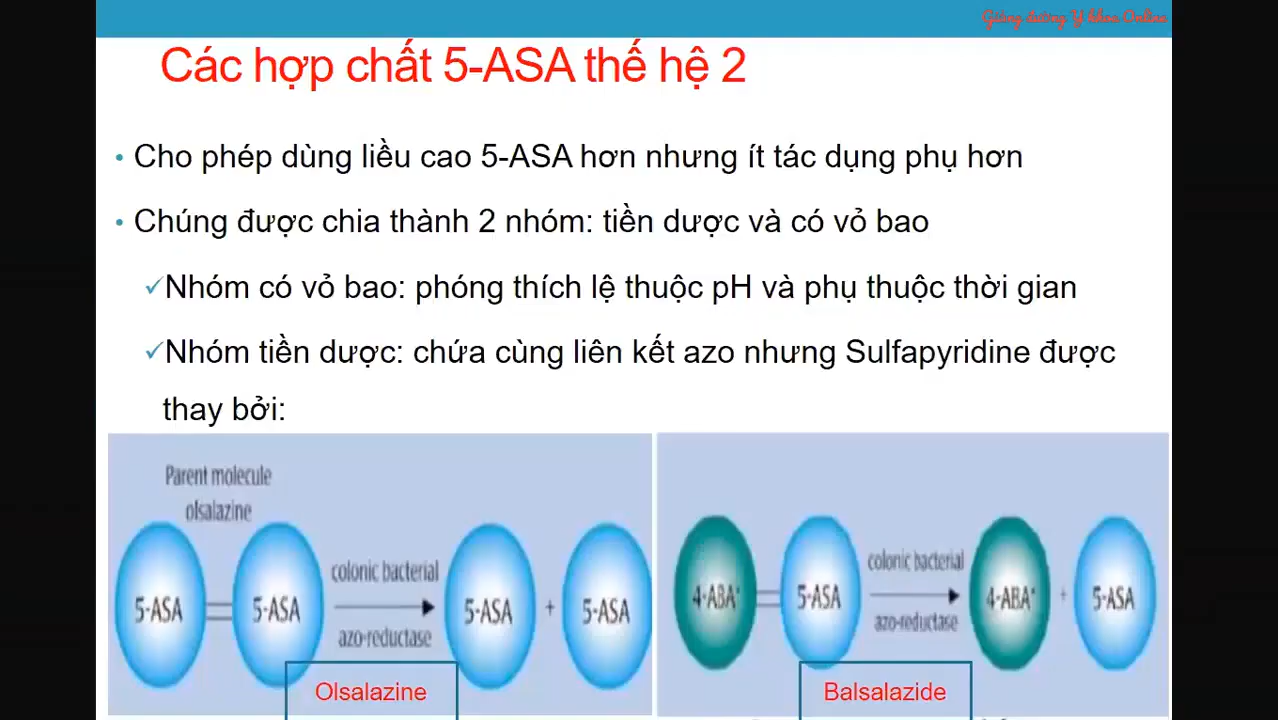 Giảng đường Y khoa Online
Các hợp chất 5-ASA thế hệ 2
• Cho phép dùng liều cao 5-ASA hơn nhưng ít tác dụng phụ hơn
• Chúng được chia thành 2 nhóm: tiền dược và có vỏ bao
✓Nhóm có vỏ bao: phóng thích lệ thuộc pH và phụ thuộc thời gian
✓Nhóm tiền dược: chứa cùng liên kết azo nhưng Sulfapyridine được
thay bởi:
Parent molecule
olsalazine
5-ASA 5-ASA colonic bacterial azo-reductase 5-ASA + 5-ASA
Olsalazine
4-ABA* 5-ASA colonic bacterial azo-reductase 4-ABA* + 5-ASA
Balsalazide